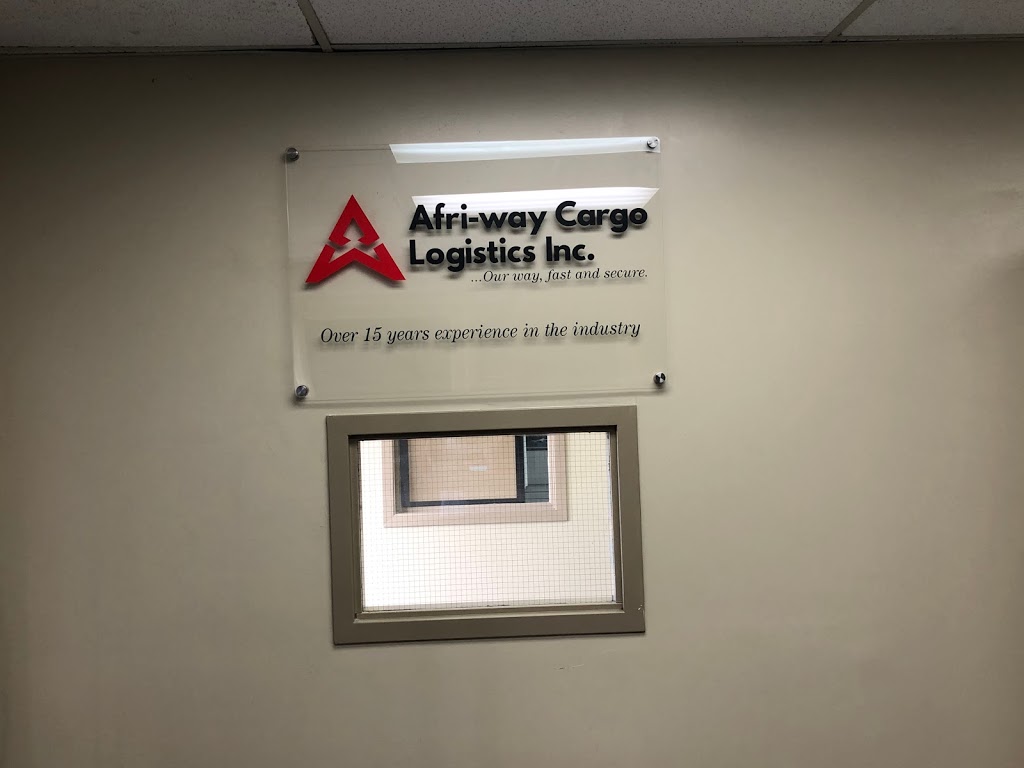 Afri-way Cargo
Logistics Inc.
...Our way, fast and secure.
Over 15 years experience in the industry